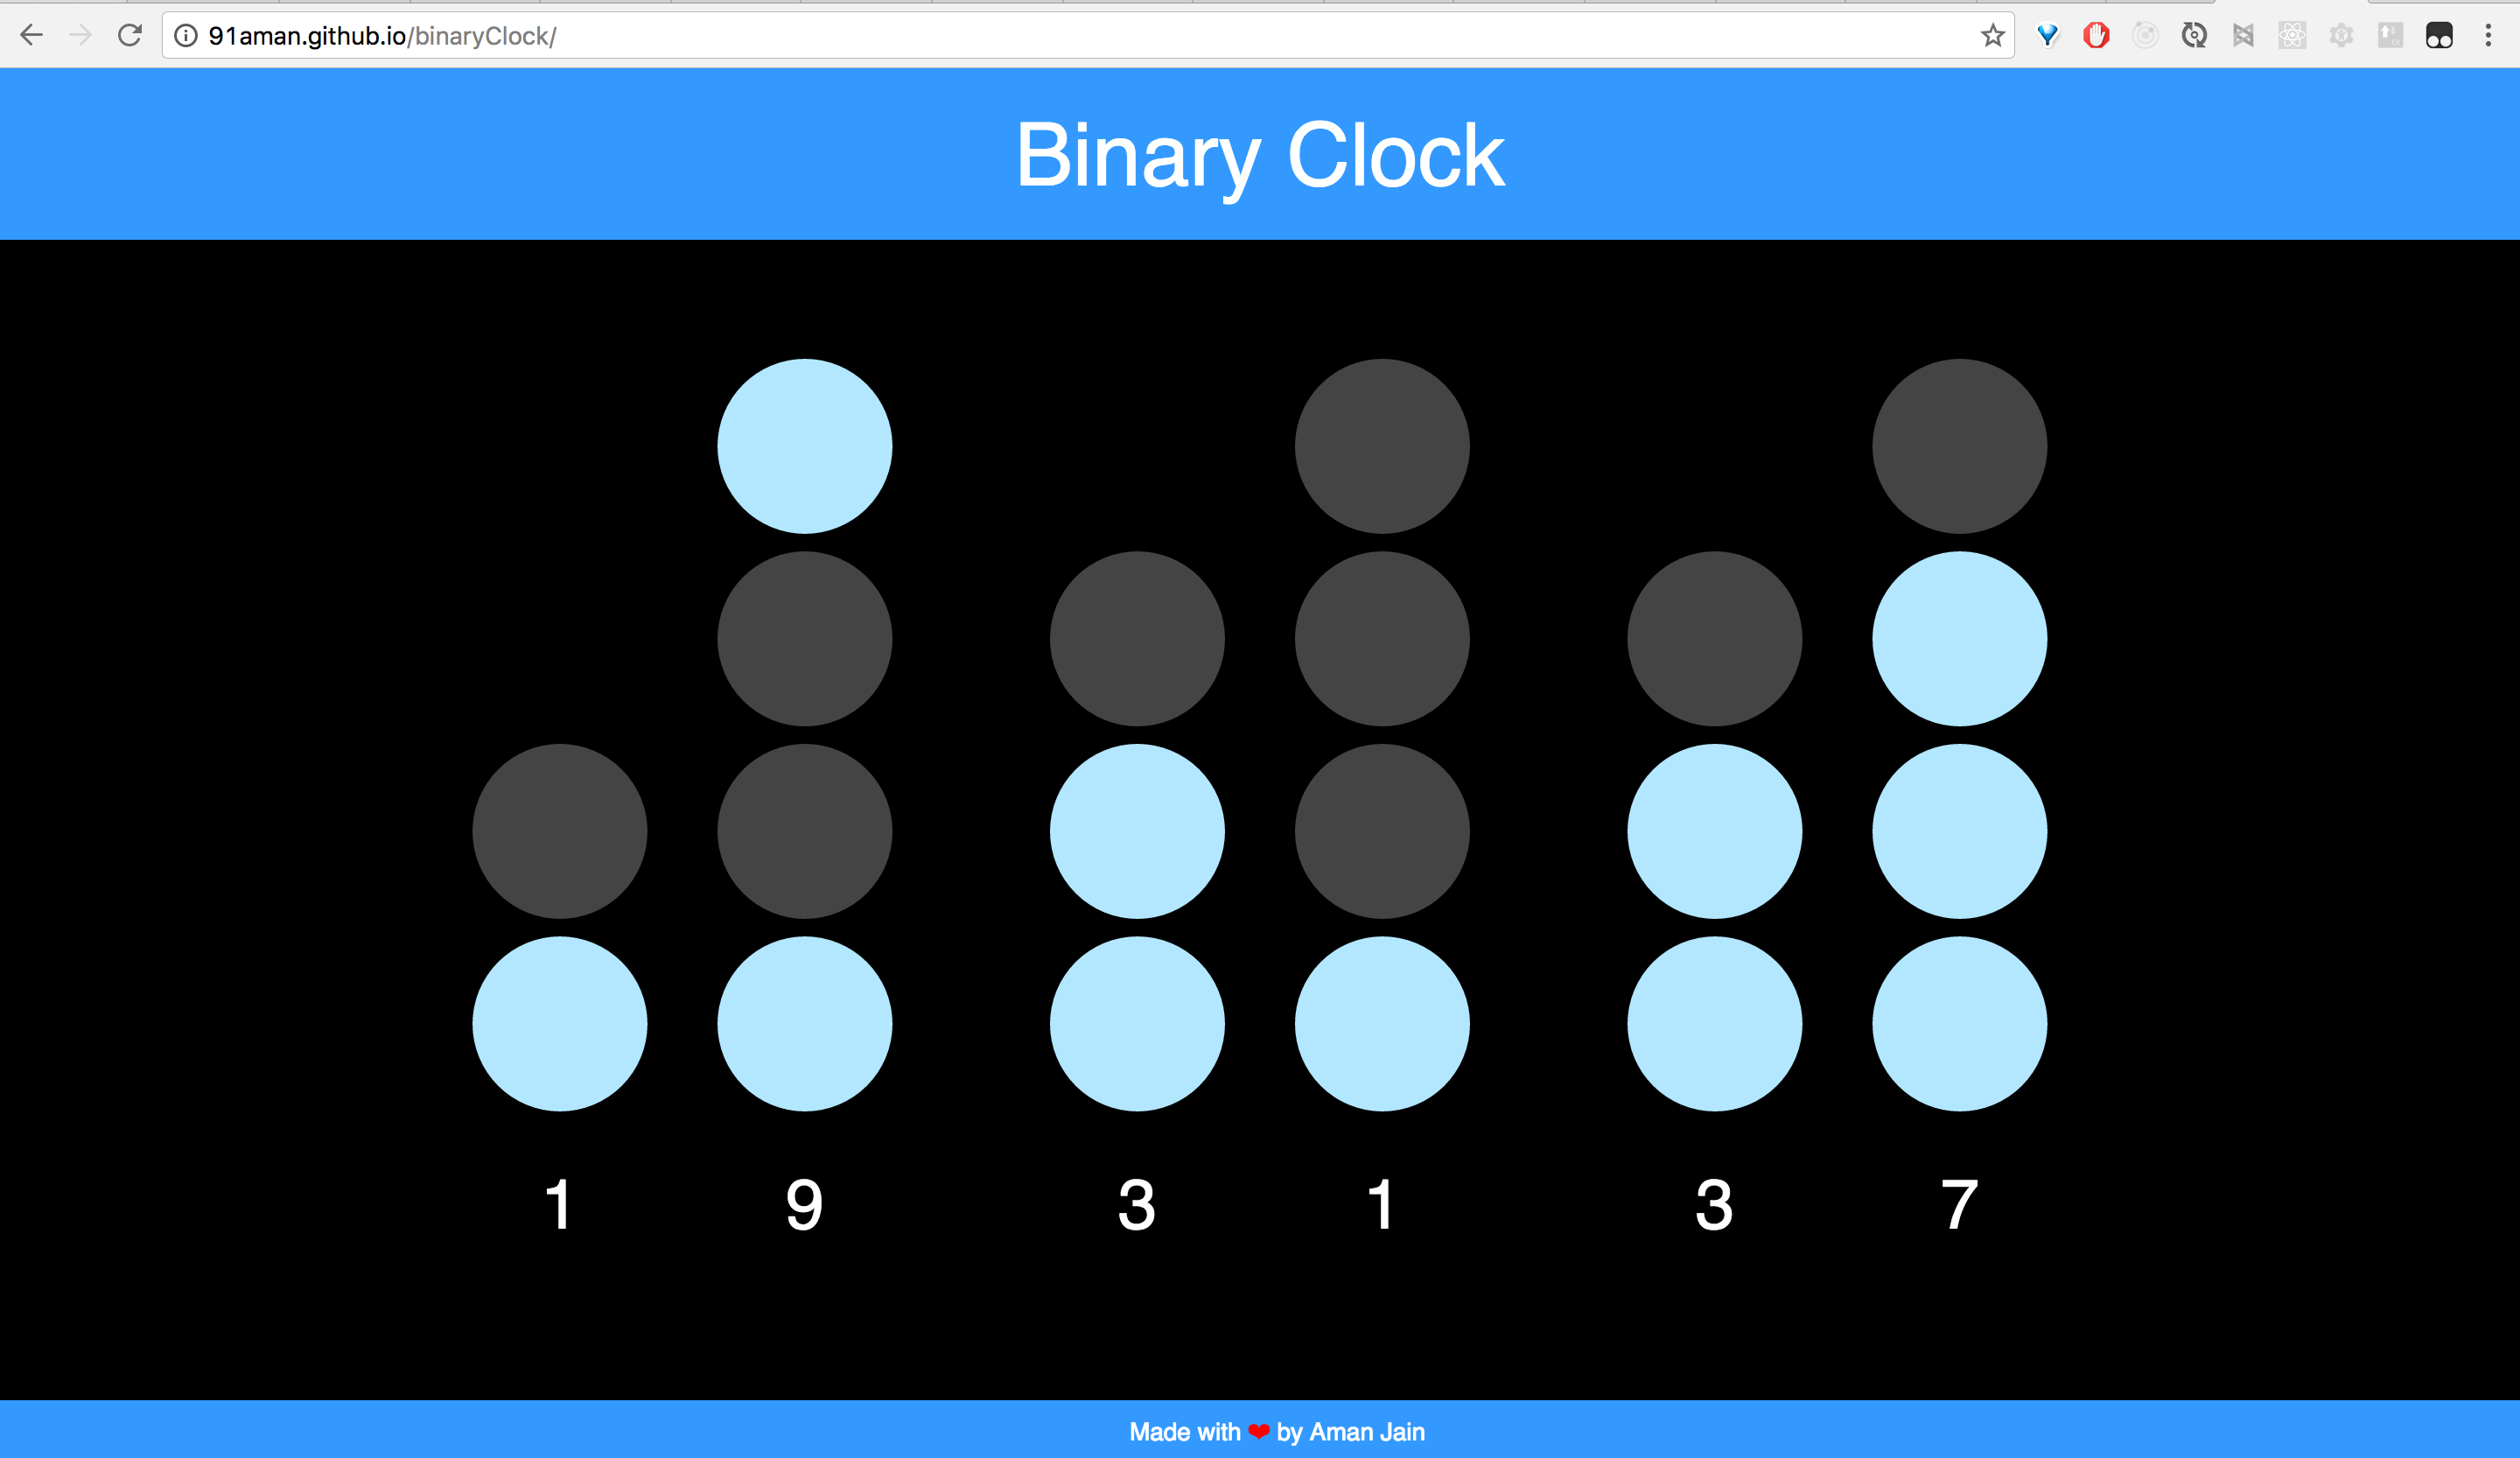 91aman.github.io/binaryClock/
Binary Clock
1 9 3 1 3 7
Made with ❤ by Aman Jain